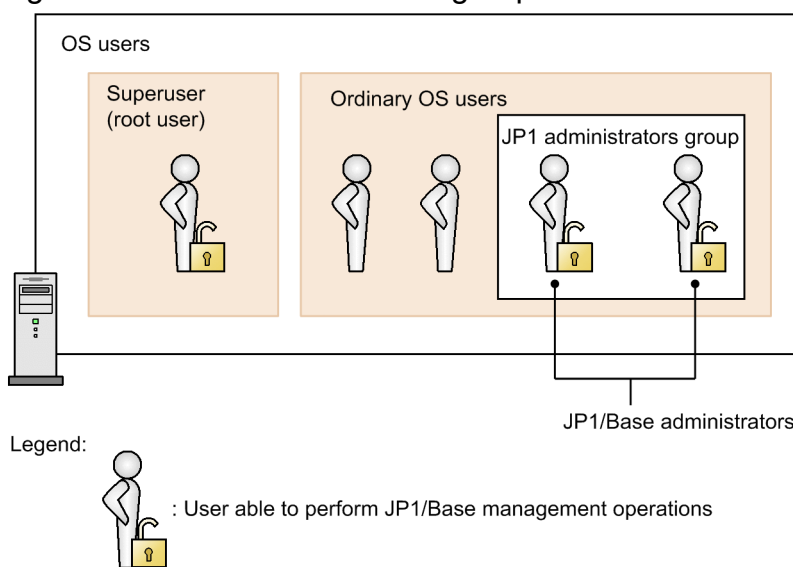 OS users
Superuser
(root user)
Ordinary OS users
JP1 administrators group
JP1/Base administrators
Legend:
: User able to perform JP1/Base management operations